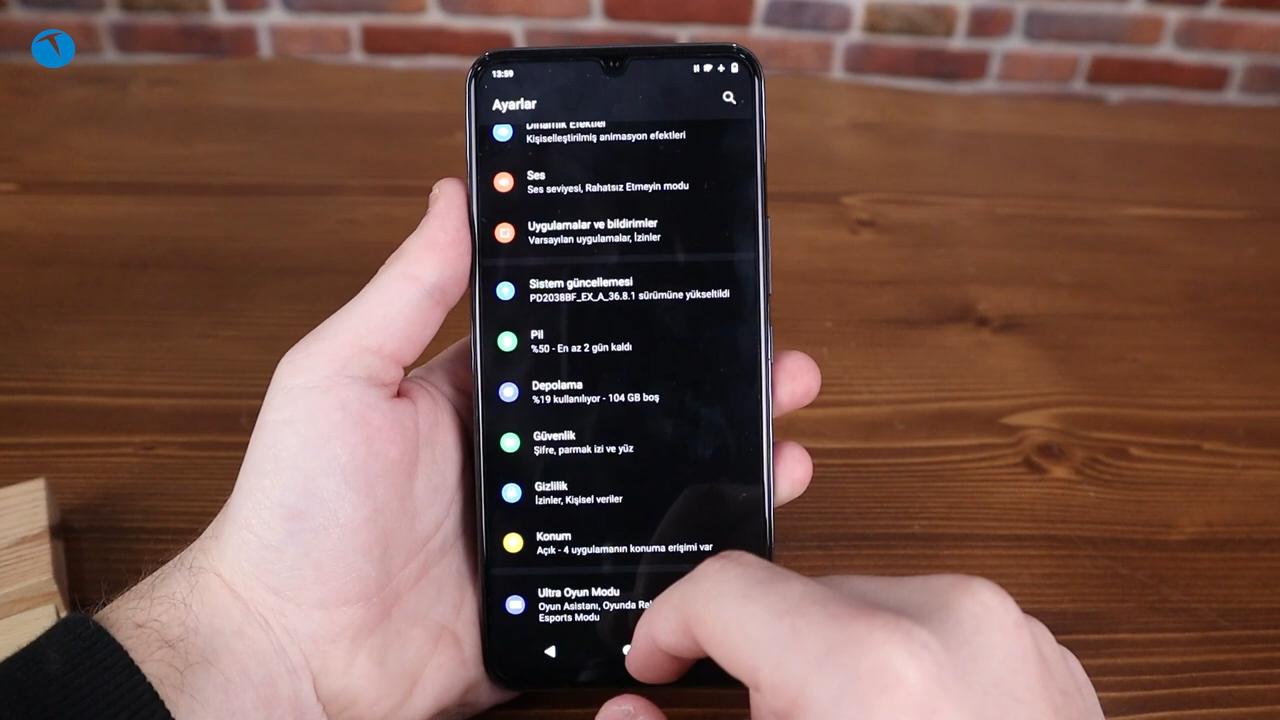 13:59
Ayarlar
Dinamik Efektler
Kişiselleştirilmiş animasyon efektleri
Ses
Ses seviyesi, Rahatsız Etmeyin modu
Uygulamalar ve bildirimler
Varsayılan uygulamalar, İzinler
Sistem güncellemesi
PD2038BF_EX_A_36.8.1 sürümüne yükseltildi
Pil
%50 - En az 2 gün kaldı
Depolama
%19 kullanılıyor - 104 GB boş
Güvenlik
Şifre, parmak izi ve yüz
Gizlilik
İzinler, Kişisel veriler
Konum
Açık - 4 uygulamanın konuma erişimi var
Ultra Oyun Modu
Oyun Asistanı, Oyunda
Esports Modu